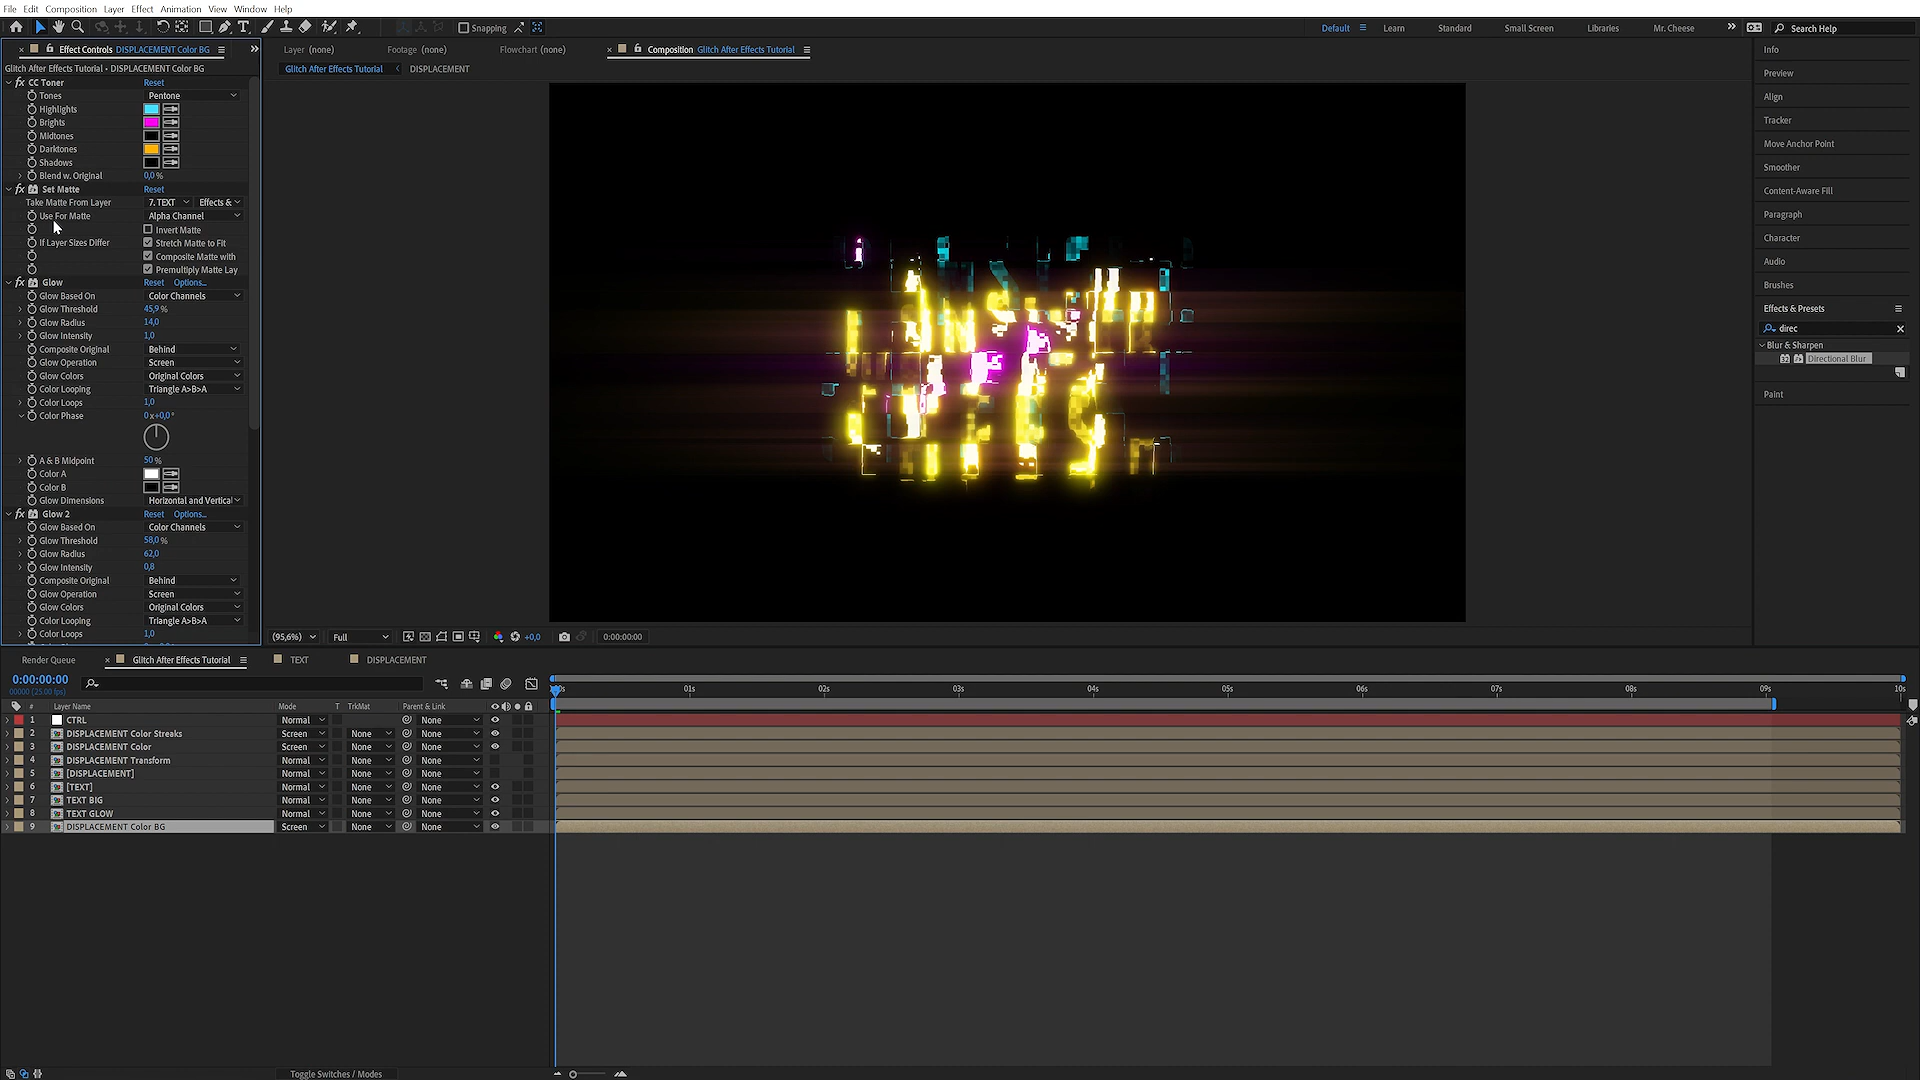 File Edit Composition Layer Effect Animation View Window Help
Snapping
Default Learn Standard Small Screen Libraries Mr. Cheese Search Help
Effect Controls DISPLACEMENT Color BG
Layer (none) Footage (none) Flowchart (none) Composition Glitch After Effects Tutorial
Glitch After Effects Tutorial • DISPLACEMENT Color BG
Glitch After Effects Tutorial DISPLACEMENT
fx CC Toner Reset
Tones Pentone
Highlights
Brights
Midtones
Darktones
Shadows
Blend w. Original 0,0 %
fx Set Matte Reset
Take Matte From Layer 7. TEXT Effects &
Use For Matte Alpha Channel
Invert Matte
If Layer Sizes Differ Stretch Matte to Fit
Composite Matte with
Premultiply Matte Lay
fx Glow Reset Options...
Glow Based On Color Channels
Glow Threshold 45,9 %
Glow Radius 14,0
Glow Intensity 1,0
Composite Original Behind
Glow Operation Screen
Glow Colors Original Colors
Color Looping Triangle A>B>A
Color Loops 1,0
Color Phase 0 x+0,0 °
A & B Midpoint 50 %
Color A
Color B
Glow Dimensions Horizontal and Vertical
fx Glow 2 Reset Options...
Glow Based On Color Channels
Glow Threshold 58,0 %
Glow Radius 62,0
Glow Intensity 0,8
Composite Original Behind
Glow Operation Screen
Glow Colors Original Colors
Color Looping Triangle A>B>A
Color Loops 1,0
(95,6%) Full +0,0 0:00:00:00
Info
Preview
Align
Tracker
Move Anchor Point
Smoother
Content-Aware Fill
Paragraph
Character
Audio
Brushes
Effects & Presets
direc
Blur & Sharpen
Directional Blur
Paint
Render Queue Glitch After Effects Tutorial TEXT DISPLACEMENT
0:00:00:00
00000 (25.00 fps)
01s 02s 03s 04s 05s 06s 07s 08s 09s 10s
# Layer Name Mode T TrkMat Parent & Link
1 CTRL Normal None
2 DISPLACEMENT Color Streaks Screen None None
3 DISPLACEMENT Color Normal None None
4 DISPLACEMENT Transform Normal None None
5 [DISPLACEMENT] Normal None None
6 [TEXT] Normal None None
7 TEXT BIG Normal None None
8 TEXT GLOW Normal None None
9 DISPLACEMENT Color BG Screen None None
Toggle Switches / Modes